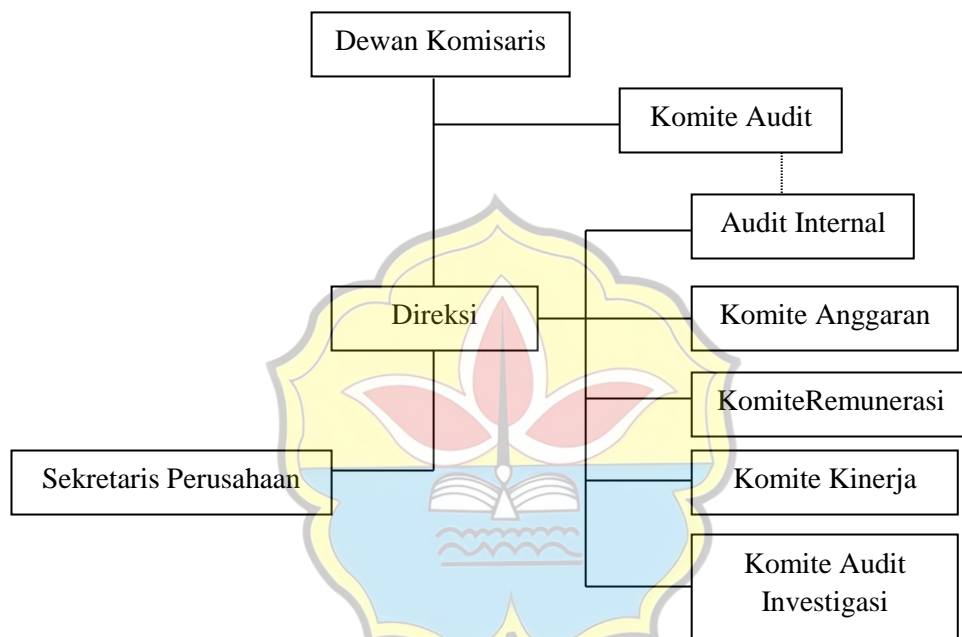 Dewan Komisaris
Komite Audit
Audit Internal
Direksi
Komite Anggaran
KomiteRemunerasi
Sekretaris Perusahaan
Komite Kinerja
Komite Audit
Investigasi